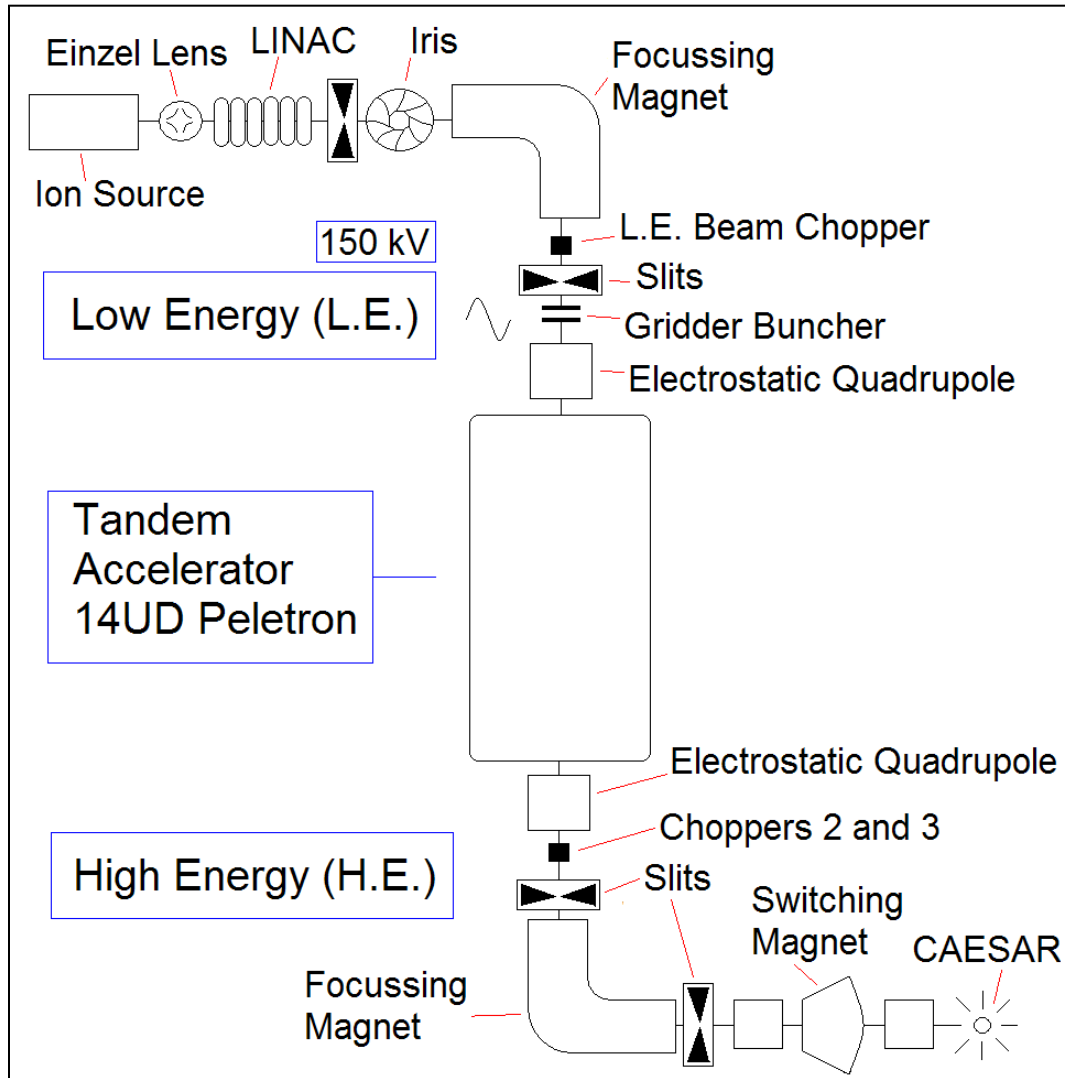 Einzel Lens
LINAC
Iris
Focussing
Magnet
Ion Source
150 kV
L.E. Beam Chopper
Low Energy (L.E.)
Slits
Gridder Buncher
Electrostatic Quadrupole
Tandem
Accelerator
14UD Peletron
Electrostatic Quadrupole
Choppers 2 and 3
High Energy (H.E.)
Slits
Switching
Magnet
CAESAR
Focussing
Magnet